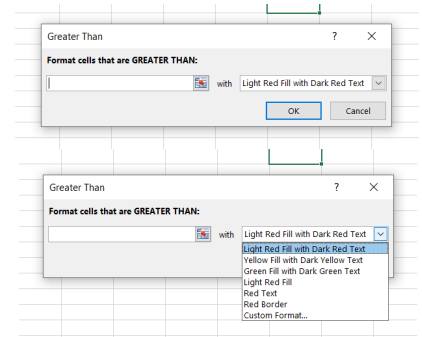 Greater Than ? ×
Format cells that are GREATER THAN:
with Light Red Fill with Dark Red Text
OK Cancel
Greater Than ? ×
Format cells that are GREATER THAN:
with Light Red Fill with Dark Red Text
Light Red Fill with Dark Red Text
Yellow Fill with Dark Yellow Text
Green Fill with Dark Green Text
Light Red Fill
Red Text
Red Border
Custom Format...